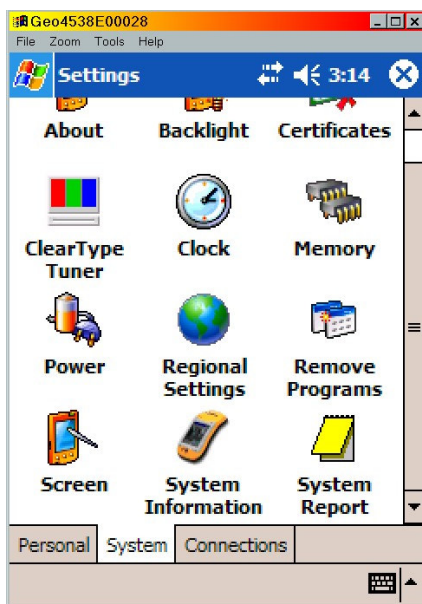 Geo4538E00028
File Zoom Tools Help
Settings 3:14
About Backlight Certificates
ClearType Tuner Clock Memory
Power Regional Settings Remove Programs
Screen System Information System Report
Personal System Connections